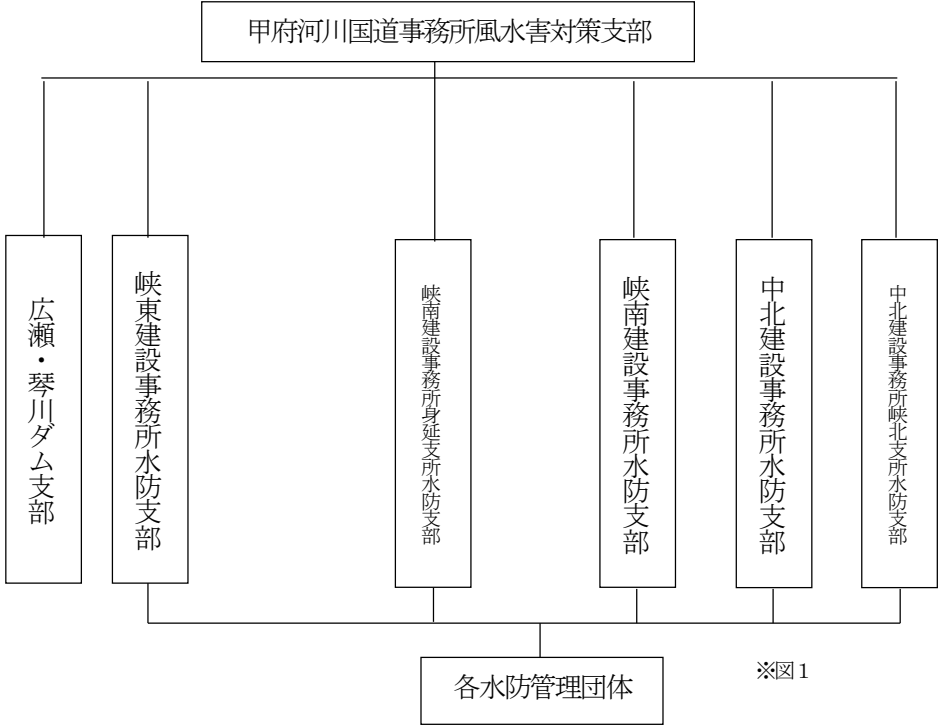 甲府河川国道事務所風水害対策支部
広瀬・琴川ダム支部
峡東建設事務所水防支部
峡南建設事務所身延支所水防支部
峡南建設事務所水防支部
中北建設事務所水防支部
中北建設事務所峡北支所水防支部
各水防管理団体
※図1